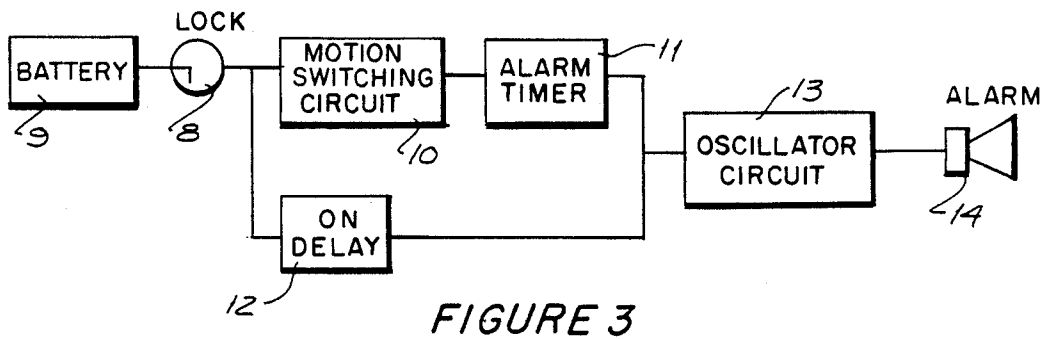 LOCK
BATTERY
9
8
MOTION
SWITCHING
CIRCUIT
10
ALARM
TIMER
11
ON
DELAY
12
OSCILLATOR
CIRCUIT
13
ALARM
14
FIGURE 3